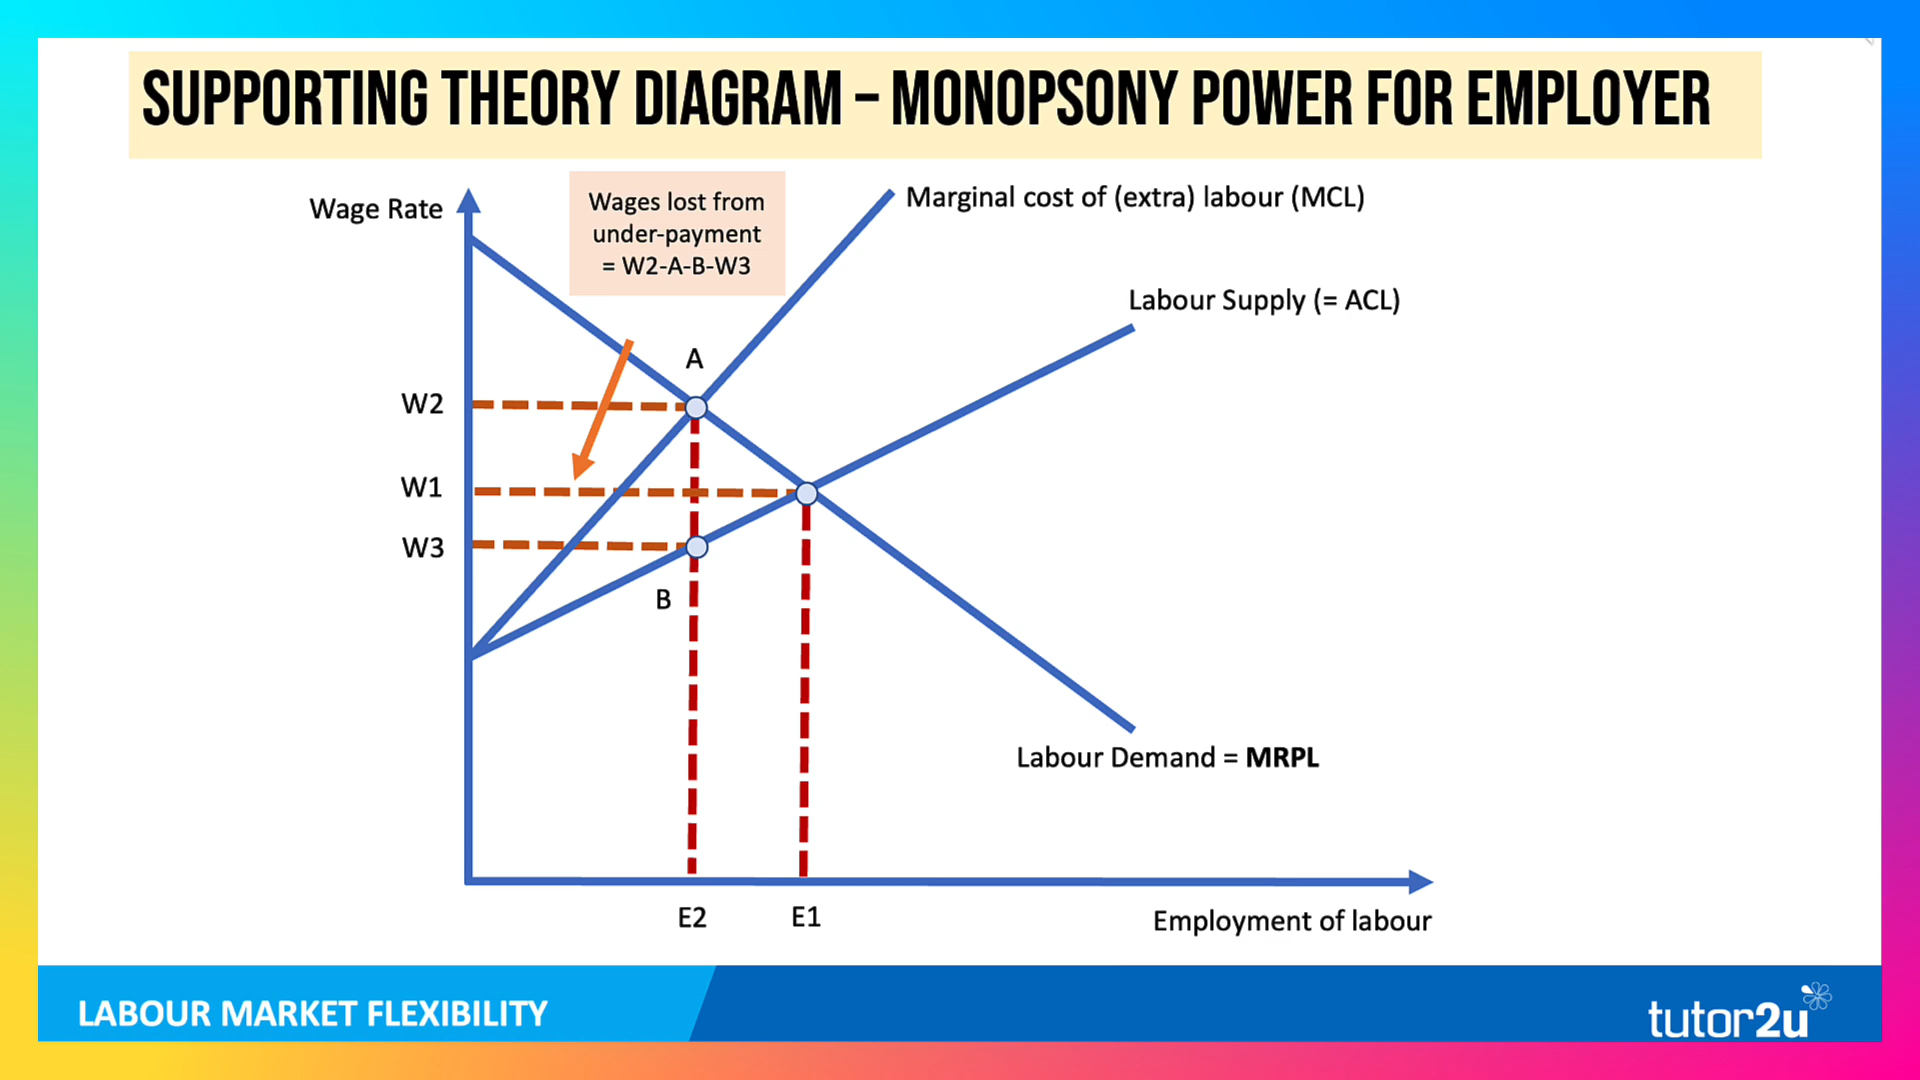 SUPPORTING THEORY DIAGRAM – MONOPSONY POWER FOR EMPLOYER
Wage Rate
Wages lost from
under-payment
= W2-A-B-W3
Marginal cost of (extra) labour (MCL)
Labour Supply (= ACL)
A
W2
W1
W3
B
Labour Demand = MRPL
E2
E1
Employment of labour
LABOUR MARKET FLEXIBILITY
tutor2u